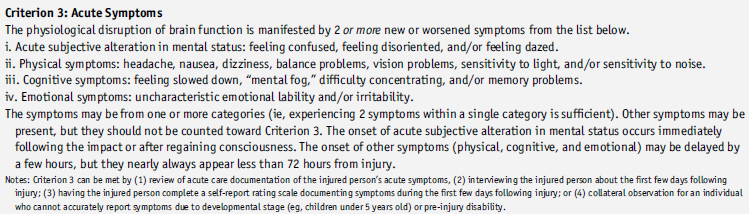 Criterion 3: Acute Symptoms
The physiological disruption of brain function is manifested by 2 or more new or worsened symptoms from the list below.
i. Acute subjective alteration in mental status: feeling confused, feeling disoriented, and/or feeling dazed.
ii. Physical symptoms: headache, nausea, dizziness, balance problems, vision problems, sensitivity to light, and/or sensitivity to noise.
iii. Cognitive symptoms: feeling slowed down, “mental fog,” difficulty concentrating, and/or memory problems.
iv. Emotional symptoms: uncharacteristic emotional lability and/or irritability.
The symptoms may be from one or more categories (ie, experiencing 2 symptoms within a single category is sufficient). Other symptoms may be
present, but they should not be counted toward Criterion 3. The onset of acute subjective alteration in mental status occurs immediately
following the impact or after regaining consciousness. The onset of other symptoms (physical, cognitive, and emotional) may be delayed by
a few hours, but they nearly always appear less than 72 hours from injury.
Notes: Criterion 3 can be met by (1) review of acute care documentation of the injured person’s acute symptoms, (2) interviewing the injured person about the first few days following
injury; (3) having the injured person complete a self-report rating scale documenting symptoms during the first few days following injury; or (4) collateral observation for an individual
who cannot accurately report symptoms due to developmental stage (eg, children under 5 years old) or pre-injury disability.